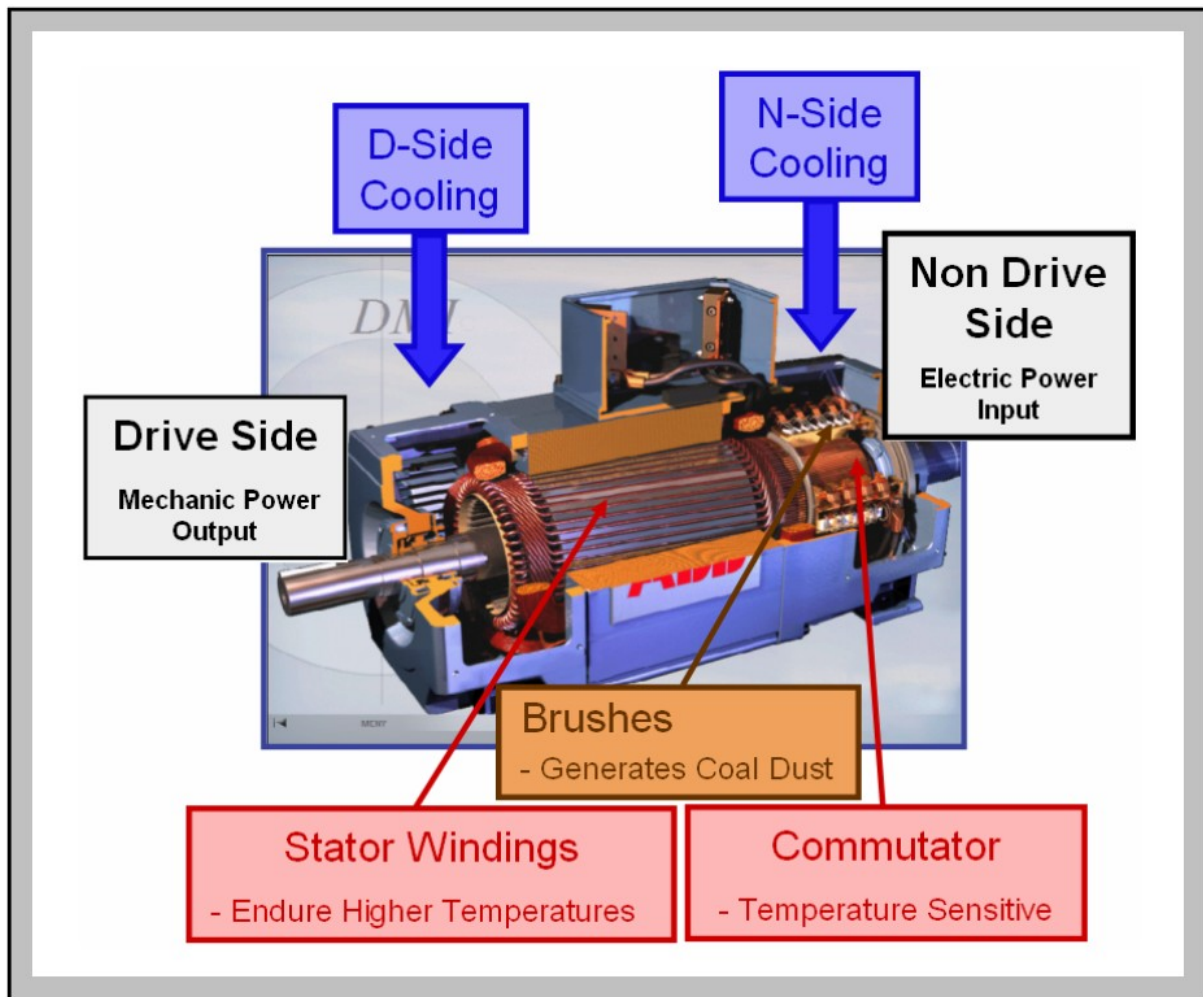 D-Side
Cooling
N-Side
Cooling
Non Drive
Side
Electric Power
Input
DMI
Drive Side
Mechanic Power
Output
ABB
MENY
Brushes
- Generates Coal Dust
Stator Windings
- Endure Higher Temperatures
Commutator
- Temperature Sensitive